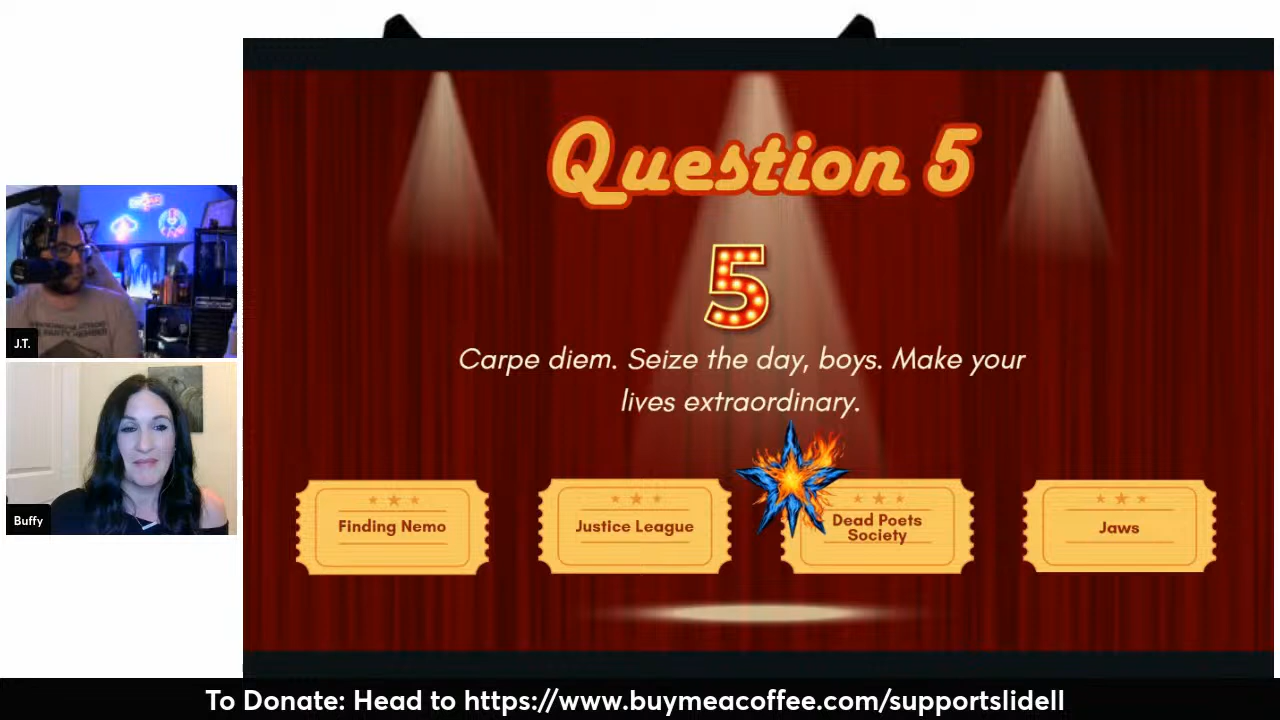 Question 5
5
Carpe diem. Seize the day, boys. Make your
lives extraordinary.
Finding Nemo
Justice League
Dead Poets
Society
Jaws
J.T.
Buffy
To Donate: Head to https://www.buymeacoffee.com/supportslidell